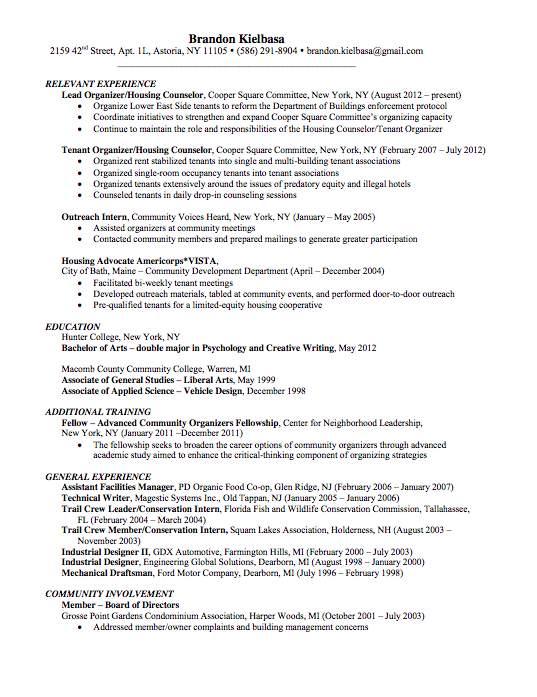 Brandon Kielbasa
2159 42nd Street, Apt. 1L, Astoria, NY 11105 • (586) 291-8904 • brandon.kielbasa@gmail.com
RELEVANT EXPERIENCE
Lead Organizer/Housing Counselor, Cooper Square Committee, New York, NY (August 2012 – present)
• Organize Lower East Side tenants to reform the Department of Buildings enforcement protocol
• Coordinate initiatives to strengthen and expand Cooper Square Committee's organizing capacity
• Continue to maintain the role and responsibilities of the Housing Counselor/Tenant Organizer
Tenant Organizer/Housing Counselor, Cooper Square Committee, New York, NY (February 2007 – July 2012)
• Organized rent stabilized tenants into single and multi-building tenant associations
• Organized single-room occupancy tenants into tenant associations
• Organized tenants extensively around the issues of predatory equity and illegal hotels
• Counseled tenants in daily drop-in counseling sessions
Outreach Intern, Community Voices Heard, New York, NY (January – May 2005)
• Assisted organizers at community meetings
• Contacted community members and prepared mailings to generate greater participation
Housing Advocate Americorps*VISTA,
City of Bath, Maine – Community Development Department (April – December 2004)
• Facilitated bi-weekly tenant meetings
• Developed outreach materials, tabled at community events, and performed door-to-door outreach
• Pre-qualified tenants for a limited-equity housing cooperative
EDUCATION
Hunter College, New York, NY
Bachelor of Arts – double major in Psychology and Creative Writing, May 2012
Macomb County Community College, Warren, MI
Associate of General Studies – Liberal Arts, May 1999
Associate of Applied Science – Vehicle Design, December 1998
ADDITIONAL TRAINING
Fellow – Advanced Community Organizers Fellowship, Center for Neighborhood Leadership,
New York, NY (January 2011 –December 2011)
• The fellowship seeks to broaden the career options of community organizers through advanced
academic study aimed to enhance the critical-thinking component of organizing strategies
GENERAL EXPERIENCE
Assistant Facilities Manager, PD Organic Food Co-op, Glen Ridge, NJ (February 2006 – January 2007)
Technical Writer, Magestic Systems Inc., Old Tappan, NJ (January 2005 – January 2006)
Trail Crew Leader/Conservation Intern, Florida Fish and Wildlife Conservation Commission, Tallahassee,
FL (February 2004 – March 2004)
Trail Crew Member/Conservation Intern, Squam Lakes Association, Holderness, NH (August 2003 –
November 2003)
Industrial Designer II, GDX Automotive, Farmington Hills, MI (February 2000 – July 2003)
Industrial Designer, Engineering Global Solutions, Dearborn, MI (August 1998 – January 2000)
Mechanical Draftsman, Ford Motor Company, Dearborn, MI (July 1996 – February 1998)
COMMUNITY INVOLVEMENT
Member – Board of Directors
Grosse Point Gardens Condominium Association, Harper Woods, MI (October 2001 – July 2003)
• Addressed member/owner complaints and building management concerns